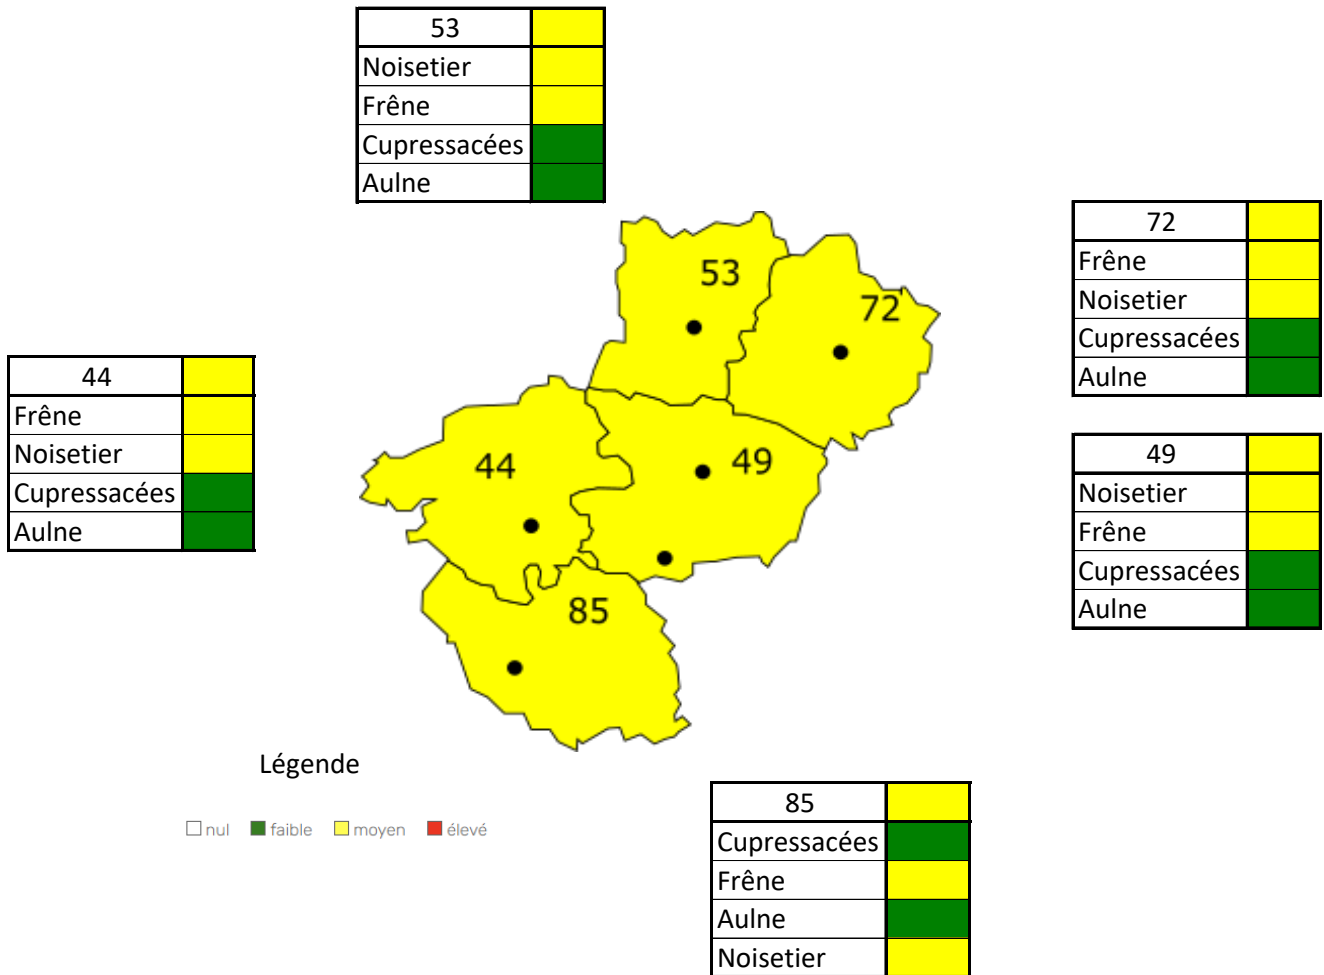 53
Noisetier
Frêne
Cupressacées
Aulne
72
Frêne
Noisetier
Cupressacées
Aulne
53
72
44
Frêne
Noisetier
Cupressacées
Aulne
44
49
49
Noisetier
Frêne
Cupressacées
Aulne
85
Légende
nul faible moyen élevé
85
Cupressacées
Frêne
Aulne
Noisetier